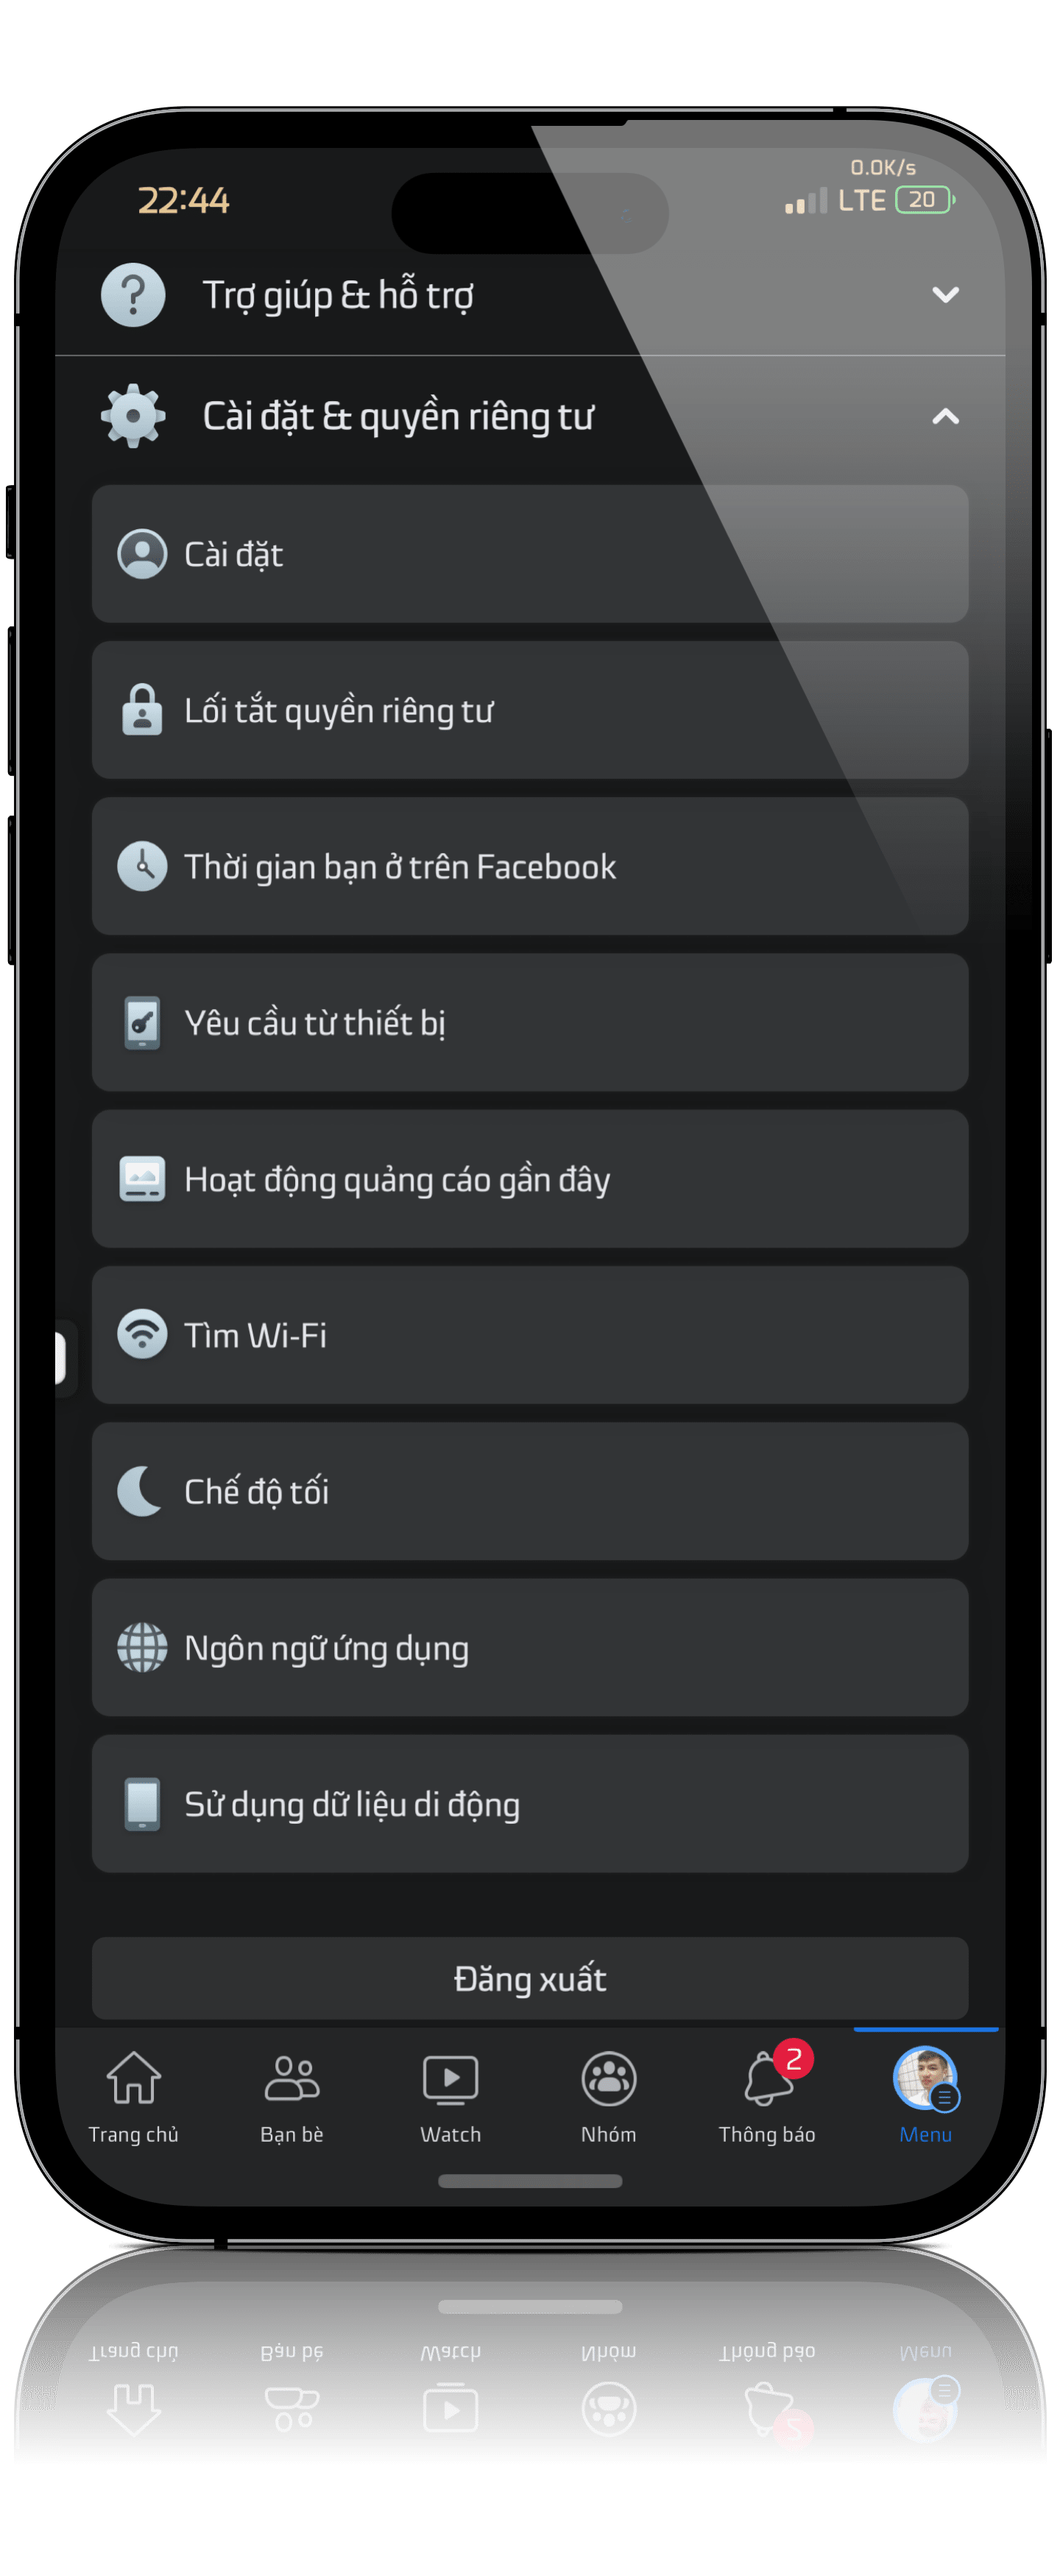 0.0K/s
22:44
LTE 20
Trợ giúp & hỗ trợ
Cài đặt & quyền riêng tư
Cài đặt
Lối tắt quyền riêng tư
Thời gian bạn ở trên Facebook
Yêu cầu từ thiết bị
Hoạt động quảng cáo gần đây
Tìm Wi-Fi
Chế độ tối
Ngôn ngữ ứng dụng
Sử dụng dữ liệu di động
Đăng xuất
2
Trang chủ Bạn bè Watch Nhóm Thông báo Menu